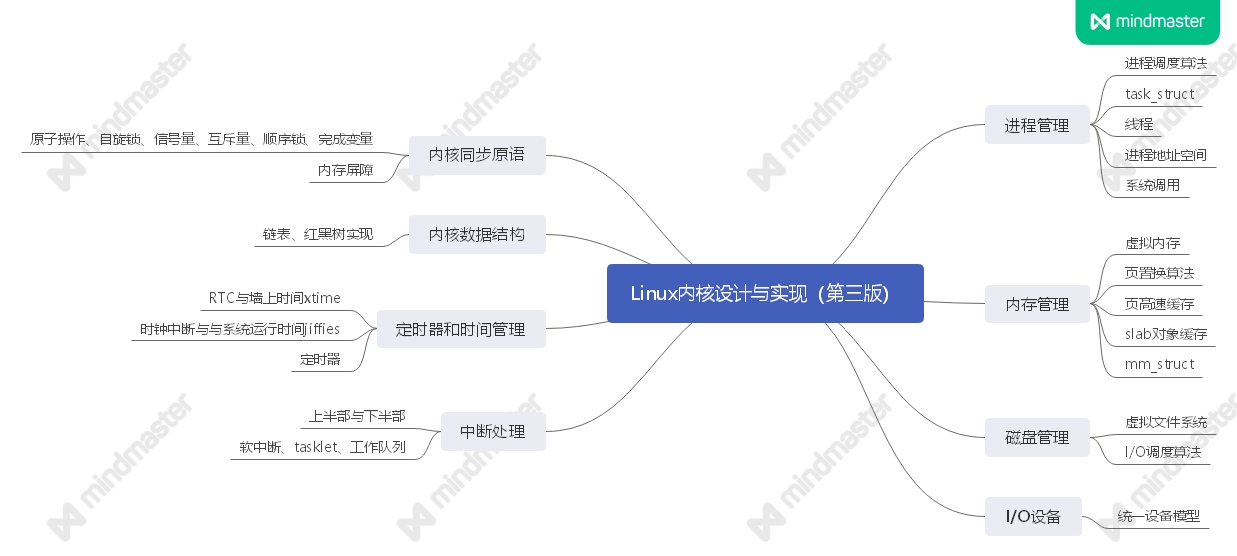 mindmaster
Linux内核设计与实现（第三版）
进程管理
进程调度算法
task_struct
线程
进程地址空间
系统调用
内存管理
虚拟内存
页置换算法
页高速缓存
slab对象缓存
mm_struct
磁盘管理
虚拟文件系统
I/O调度算法
I/O设备
统一设备模型
内核同步原语
原子操作、自旋锁、信号量、互斥量、顺序锁、完成变量
内存屏障
内核数据结构
链表、红黑树实现
定时器和时间管理
RTC与墙上时间xtime
时钟中断与与系统运行时间jiffies
定时器
中断处理
上半部与下半部
软中断、tasklet、工作队列
mindmaster
mindmaster
mindmaster
mindmaster
mindmaster
mindmaster
mindmaster
mindmaster